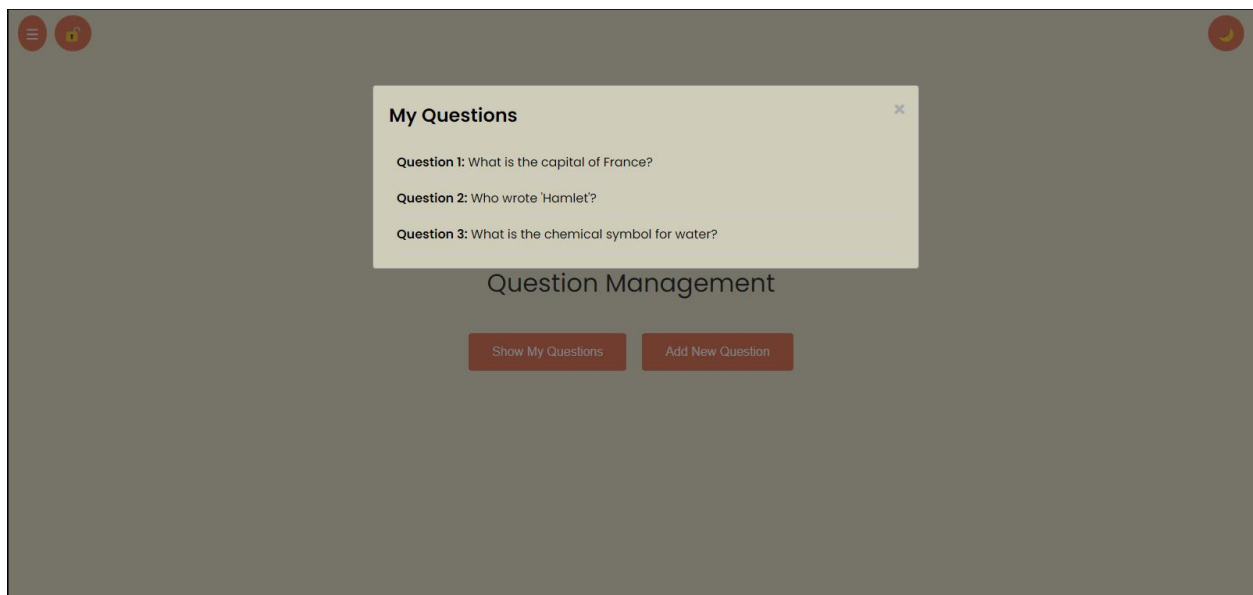 My Questions
×
Question 1: What is the capital of France?
Question 2: Who wrote 'Hamlet'?
Question 3: What is the chemical symbol for water?
Question Management
Show My Questions
Add New Question